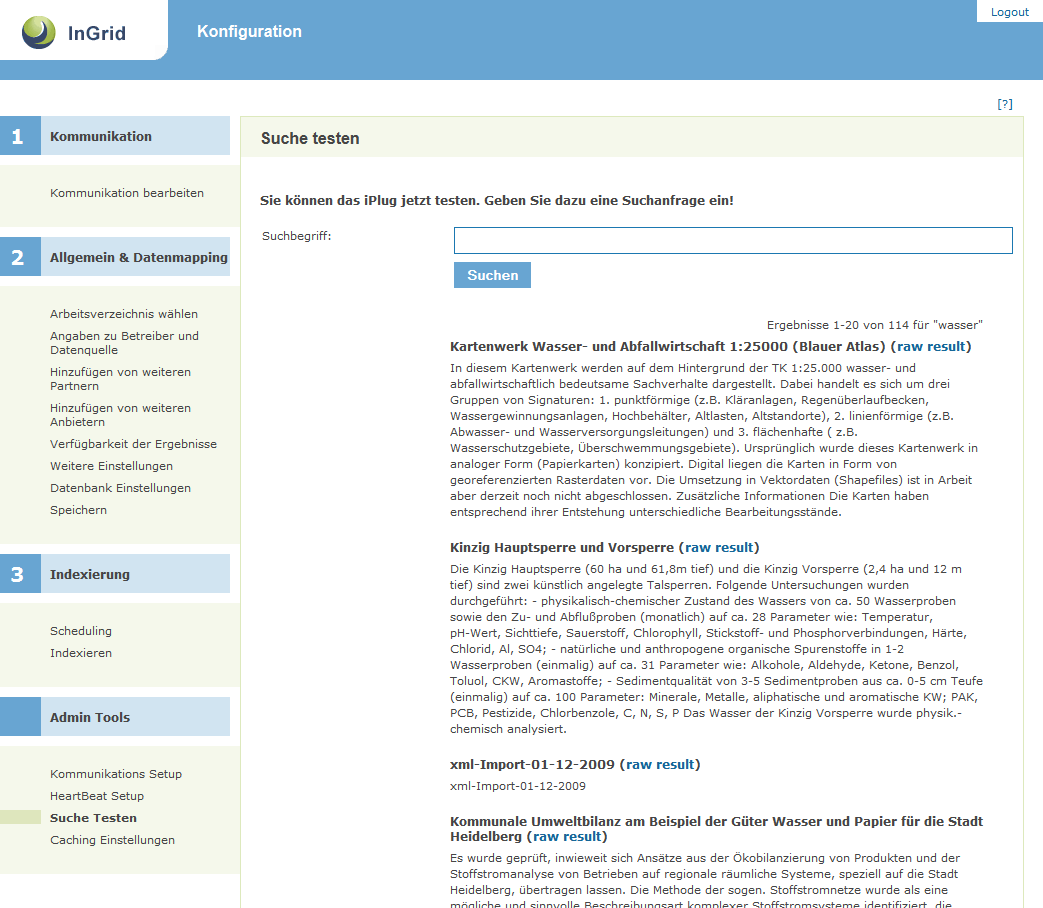 InGrid
Konfiguration
Logout
[?]
1 Kommunikation
Kommunikation bearbeiten
2 Allgemein & Datenmapping
Arbeitsverzeichnis wählen
Angaben zu Betreiber und
Datenquelle
Hinzufügen von weiteren
Partnern
Hinzufügen von weiteren
Anbietern
Verfügbarkeit der Ergebnisse
Weitere Einstellungen
Datenbank Einstellungen
Speichern
3 Indexierung
Scheduling
Indexieren
Admin Tools
Kommunikations Setup
HeartBeat Setup
Suche Testen
Caching Einstellungen
Suche testen
Sie können das iPlug jetzt testen. Geben Sie dazu eine Suchanfrage ein!
Suchbegriff:
Suchen
Ergebnisse 1-20 von 114 für "wasser"
Kartenwerk Wasser- und Abfallwirtschaft 1:25000 (Blauer Atlas) (raw result)
In diesem Kartenwerk werden auf dem Hintergrund der TK 1:25.000 wasser- und
abfallwirtschaftlich bedeutsame Sachverhalte dargestellt. Dabei handelt es sich um drei
Gruppen von Signaturen: 1. punktförmige (z.B. Kläranlagen, Regenüberlaufbecken,
Wassergewinnungsanlagen, Hochbehälter, Altlasten, Altstandorte), 2. linienförmige (z.B.
Abwasser- und Wasserversorgungsleitungen) und 3. flächenhafte ( z.B.
Wasserschutzgebiete, Überschwemmungsgebiete). Ursprünglich wurde dieses Kartenwerk in
analoger Form (Papierkarten) konzipiert. Digital liegen die Karten in Form von
georeferenzierten Rasterdaten vor. Die Umsetzung in Vektordaten (Shapefiles) ist in Arbeit
aber derzeit noch nicht abgeschlossen. Zusätzliche Informationen Die Karten haben
entsprechend ihrer Entstehung unterschiedliche Bearbeitungsstände.
Kinzig Hauptsperre und Vorsperre (raw result)
Die Kinzig Hauptsperre (60 ha und 61,8m tief) und die Kinzig Vorsperre (2,4 ha und 12 m
tief) sind zwei künstlich angelegte Talsperren. Folgende Untersuchungen wurden
durchgeführt: - physikalisch-chemischer Zustand des Wassers von ca. 50 Wasserproben
sowie den Zu- und Abflußproben (monatlich) auf ca. 28 Parameter wie: Temperatur,
pH-Wert, Sichttiefe, Sauerstoff, Chlorophyll, Stickstoff- und Phosphorverbindungen, Härte,
Chlorid, Al, SO4; - natürliche und anthropogene organische Spurenstoffe in 1-2
Wasserproben (einmalig) auf ca. 31 Parameter wie: Alkohole, Aldehyde, Ketone, Benzol,
Toluol, CKW, Aromastoffe; - Sedimentqualität von 3-5 Sedimentproben aus ca. 0-5 cm Teufe
(einmalig) auf ca. 100 Parameter: Minerale, Metalle, aliphatische und aromatische KW; PAK,
PCB, Pestizide, Chlorbenzole, C, N, S, P Das Wasser der Kinzig Vorsperre wurde physik.-
chemisch analysiert.
xml-Import-01-12-2009 (raw result)
xml-Import-01-12-2009
Kommunale Umweltbilanz am Beispiel der Güter Wasser und Papier für die Stadt
Heidelberg (raw result)
Es wurde geprüft, inwieweit sich Ansätze aus der Ökobilanzierung von Produkten und der
Stoffstromanalyse von Betrieben auf regionale räumliche Systeme, speziell auf die Stadt
Heidelberg, übertragen lassen. Die Methode der sogen. Stoffstromnetze wurde als eine
mögliche und sinnvolle Beschreibungsart komplexer Stoffstromsysteme identifiziert, die